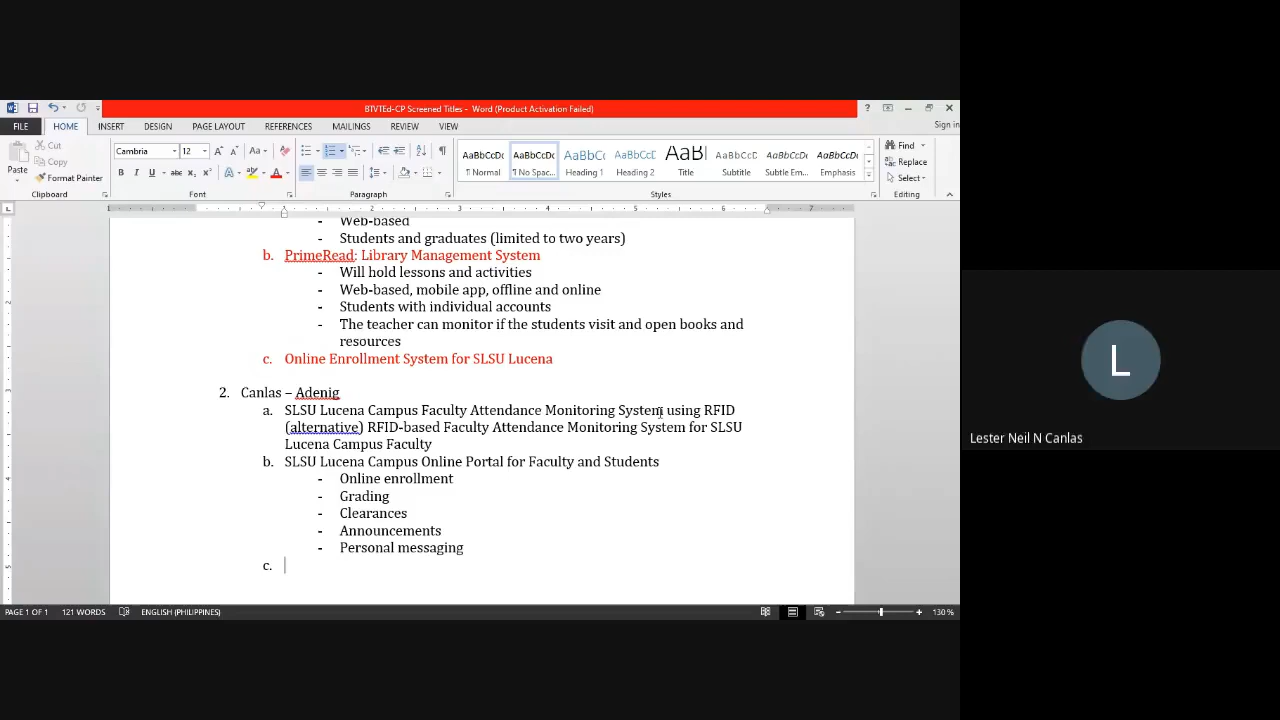 BTVTEd-CP Screened Titles - Word (Product Activation Failed)
Sign in
FILE HOME INSERT DESIGN PAGE LAYOUT REFERENCES MAILINGS REVIEW VIEW
Paste
Cut
Copy
Format Painter
Clipboard
Cambria 12
Font
Paragraph
AaBbCcDc AaBbCcDc AaBbCc AaBbCcC AaBl AaBbCcC AaBbCcDc AaBbCcDc
¶ Normal ¶ No Spac... Heading 1 Heading 2 Title Subtitle Subtle Em... Emphasis
Styles
Find
Replace
Select
Editing
- Web-based
- Students and graduates (limited to two years)
b. PrimeRead: Library Management System
- Will hold lessons and activities
- Web-based, mobile app, offline and online
- Students with individual accounts
- The teacher can monitor if the students visit and open books and
resources
c. Online Enrollment System for SLSU Lucena
2. Canlas – Adenig
a. SLSU Lucena Campus Faculty Attendance Monitoring System using RFID
(alternative) RFID-based Faculty Attendance Monitoring System for SLSU
Lucena Campus Faculty
b. SLSU Lucena Campus Online Portal for Faculty and Students
- Online enrollment
- Grading
- Clearances
- Announcements
- Personal messaging
c.
PAGE 1 OF 1 121 WORDS ENGLISH (PHILIPPINES) 130 %
L
Lester Neil N Canlas